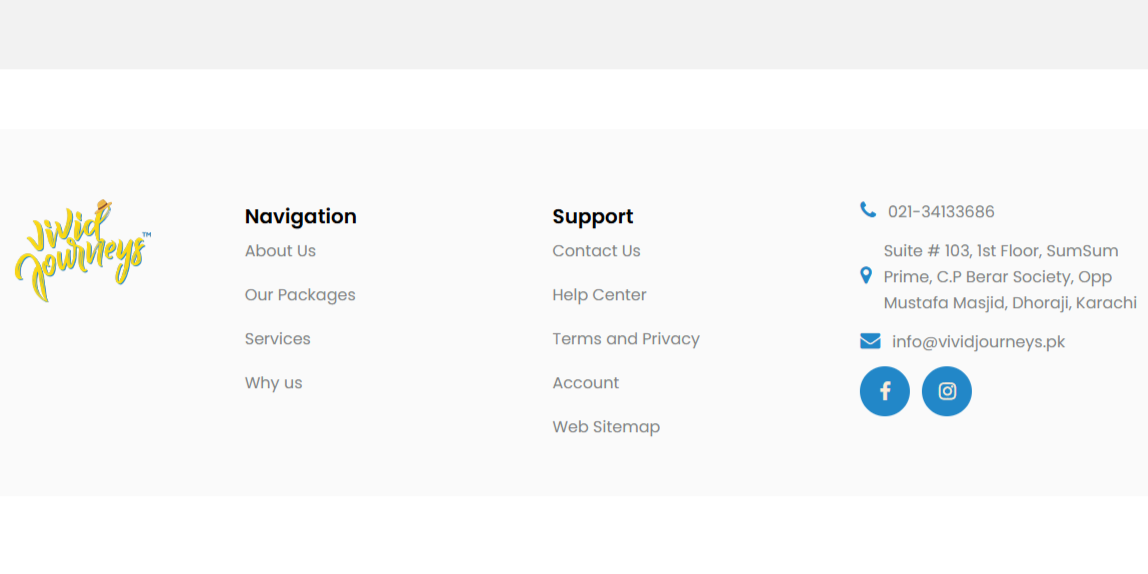 Vivid
Journeys™
Navigation
About Us
Our Packages
Services
Why us
Support
Contact Us
Help Center
Terms and Privacy
Account
Web Sitemap
021-34133686
Suite # 103, 1st Floor, SumSum
Prime, C.P Berar Society, Opp
Mustafa Masjid, Dhoraji, Karachi
info@vividjourneys.pk